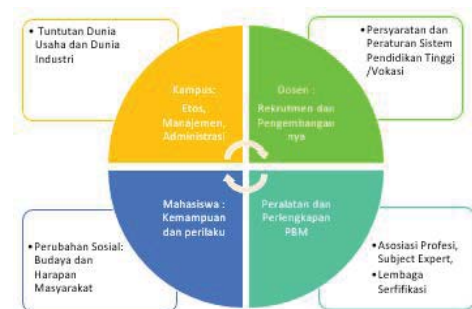 • Tuntutan Dunia
Usaha dan Dunia
Industri
•Persyaratan dan
Peraturan Sistem
Pendidikan Tinggi
/Vokasi
Kampus:
Etos,
Manajemen,
Administrasi
Dosen :
Rekrutmen dan
Pengembangan
nya
Mahasiswa :
Kemampuan
dan perilaku
Peralatan dan
Perlengkapan
PBM
•Perubahan Sosial:
Budaya dan
Harapan
Masyarakat
•Asosiasi Profesi,
Subject Expert,
•Lembaga
Serfifikasi